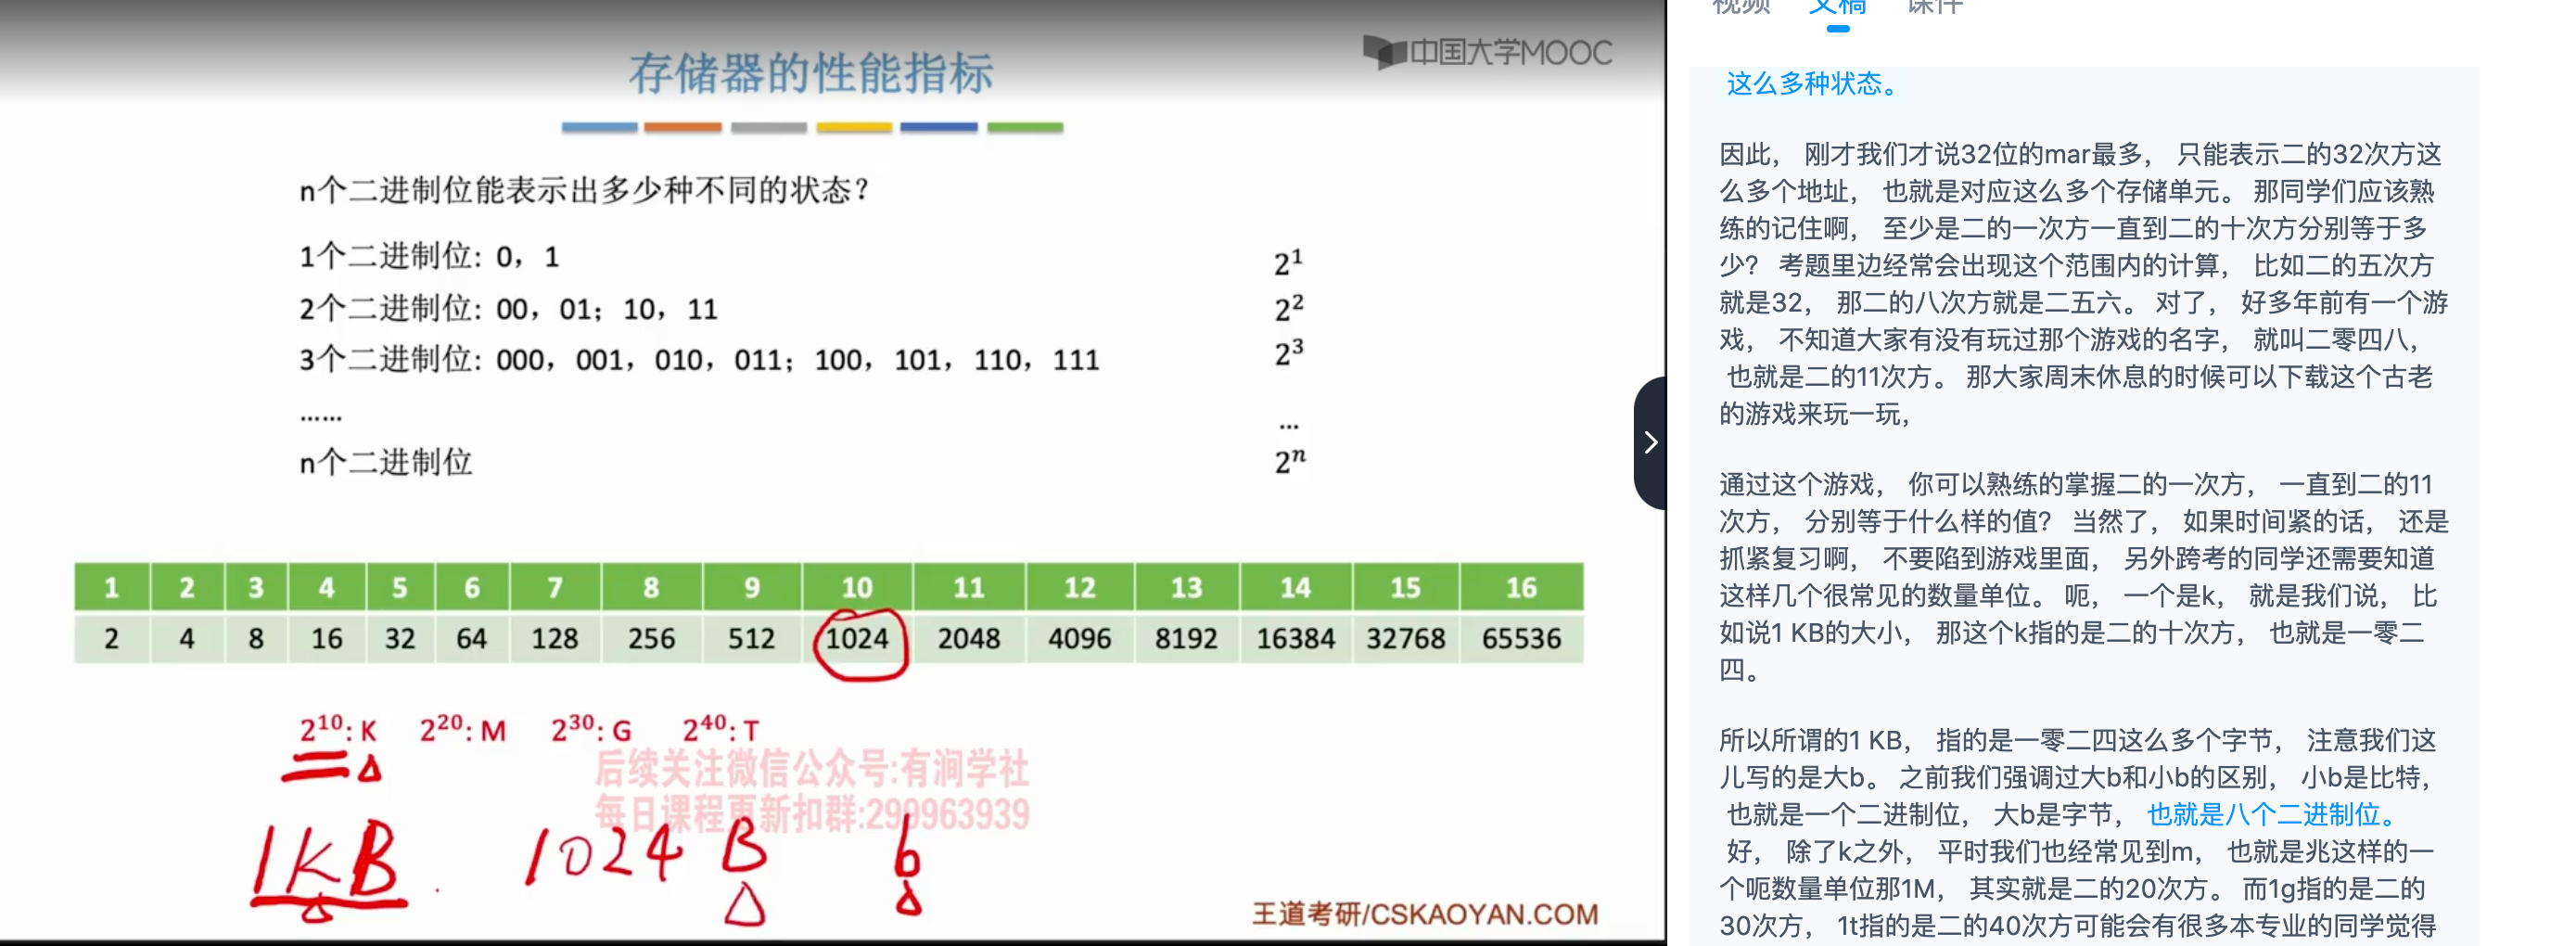 存储器的性能指标
中国大学MOOC
n个二进制位能表示出多少种不同的状态？
1个二进制位: 0，1
2¹
2个二进制位: 00，01；10，11
2²
3个二进制位: 000，001，010，011；100，101，110，111
2³
……
…
n个二进制位
2ⁿ
1 2 3 4 5 6 7 8 9 10 11 12 13 14 15 16
2 4 8 16 32 64 128 256 512 1024 2048 4096 8192 16384 32768 65536
2¹⁰: K 2²⁰: M 2³⁰: G 2⁴⁰: T
后续关注微信公众号:有涧学社
每日课程更新扣群:299963939
1KB. 1024 B b
王道考研/CSKAOYAN.COM
视频 文稿 课件
这么多种状态。
因此， 刚才我们才说32位的mar最多， 只能表示二的32次方这
么多个地址， 也就是对应这么多个存储单元。 那同学们应该熟
练的记住啊， 至少是二的一次方一直到二的十次方分别等于多
少？ 考题里边经常会出现这个范围内的计算， 比如二的五次方
就是32， 那二的八次方就是二五六。 对了， 好多年前有一个游
戏， 不知道大家有没有玩过那个游戏的名字， 就叫二零四八，
也就是二的11次方。 那大家周末休息的时候可以下载这个古老
的游戏来玩一玩，
通过这个游戏， 你可以熟练的掌握二的一次方， 一直到二的11
次方， 分别等于什么样的值？ 当然了， 如果时间紧的话， 还是
抓紧复习啊， 不要陷到游戏里面， 另外跨考的同学还需要知道
这样几个很常见的数量单位。 呃， 一个是k， 就是我们说， 比
如说1 KB的大小， 那这个k指的是二的十次方， 也就是一零二
四。
所以所谓的1 KB， 指的是一零二四这么多个字节， 注意我们这
儿写的是大b。 之前我们强调过大b和小b的区别， 小b是比特，
也就是一个二进制位， 大b是字节， 也就是八个二进制位。
好， 除了k之外， 平时我们也经常见到m， 也就是兆这样的一
个呃数量单位那1M， 其实就是二的20次方。 而1g指的是二的
30次方， 1t指的是二的40次方可能会有很多本专业的同学觉得